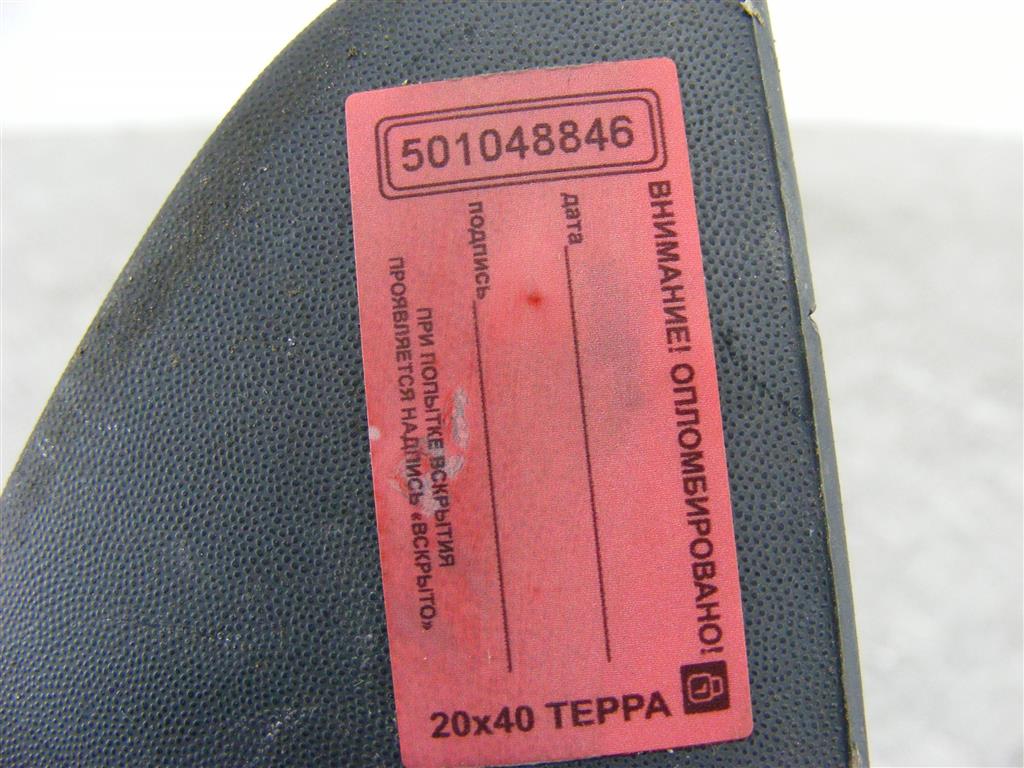 501048846
ВНИМАНИЕ! ОПЛОМБИРОВАНО!
дата
подпись
ПРИ ПОПЫТКЕ ВСКРЫТИЯ
ПРОЯВЛЯЕТСЯ НАДПИСЬ «ВСКРЫТО»
20x40 ТЕРРА